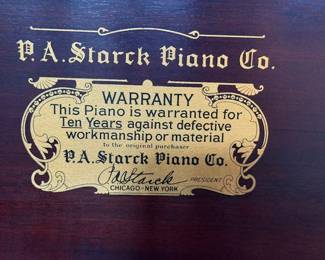 P. A. Starck Piano Co.
WARRANTY
This Piano is warranted for
Ten Years against defective
workmanship or material
to the original purchaser
P. A. Starck Piano Co.
P.A. Starck PRESIDENT
CHICAGO-NEW YORK